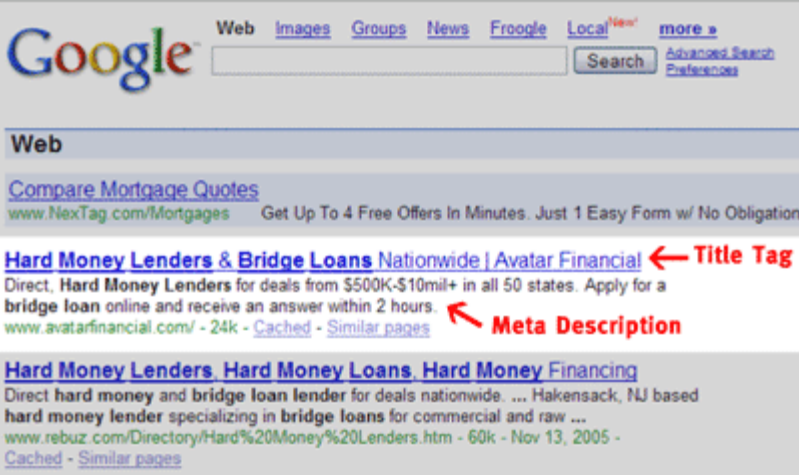 Web Images Groups News Froogle Local New! more »
Google™
Search
Advanced Search
Preferences
Web
Compare Mortgage Quotes
www.NexTag.com/Mortgages Get Up To 4 Free Offers In Minutes. Just 1 Easy Form w/ No Obligation
Hard Money Lenders & Bridge Loans Nationwide | Avatar Financial
Title Tag
Direct, Hard Money Lenders for deals from $500K-$10mil+ in all 50 states. Apply for a
bridge loan online and receive an answer within 2 hours.
Meta Description
www.avatarfinancial.com/ - 24k - Cached - Similar pages
Hard Money Lenders, Hard Money Loans, Hard Money Financing
Direct hard money and bridge loan lender for deals nationwide. ... Hakensack, NJ based
hard money lender specializing in bridge loans for commercial and raw ...
www.rebuz.com/Directory/Hard%20Money%20Lenders.htm - 60k - Nov 13, 2005 -
Cached - Similar pages